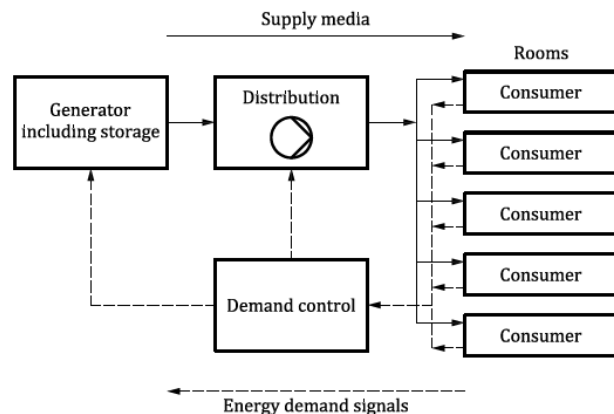 Supply media
Rooms
Generator
including storage
Distribution
Consumer
Consumer
Consumer
Consumer
Consumer
Demand control
Energy demand signals